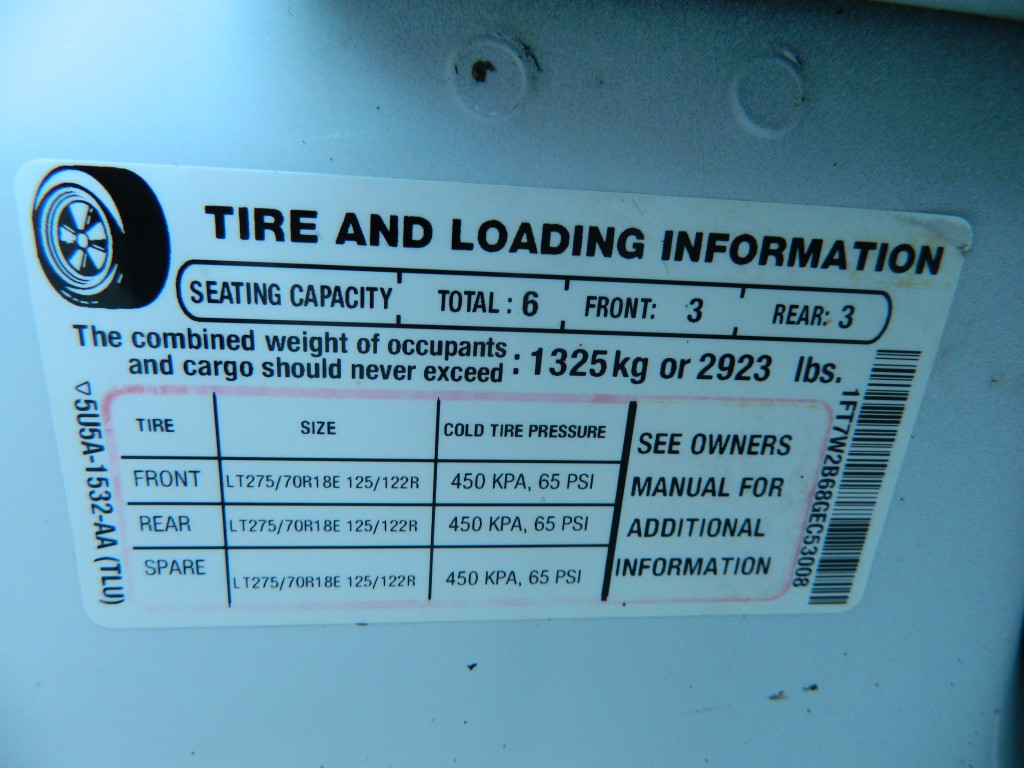 TIRE AND LOADING INFORMATION
SEATING CAPACITY TOTAL : 6 FRONT: 3 REAR: 3
The combined weight of occupants
and cargo should never exceed : 1325 kg or 2923 lbs.
TIRE SIZE COLD TIRE PRESSURE
FRONT LT275/70R18E 125/122R 450 KPA, 65 PSI
REAR LT275/70R18E 125/122R 450 KPA, 65 PSI
SPARE LT275/70R18E 125/122R 450 KPA, 65 PSI
SEE OWNERS
MANUAL FOR
ADDITIONAL
INFORMATION
▽5U5A-1532-AA (TLU)
1FT7W2B68GEC53008